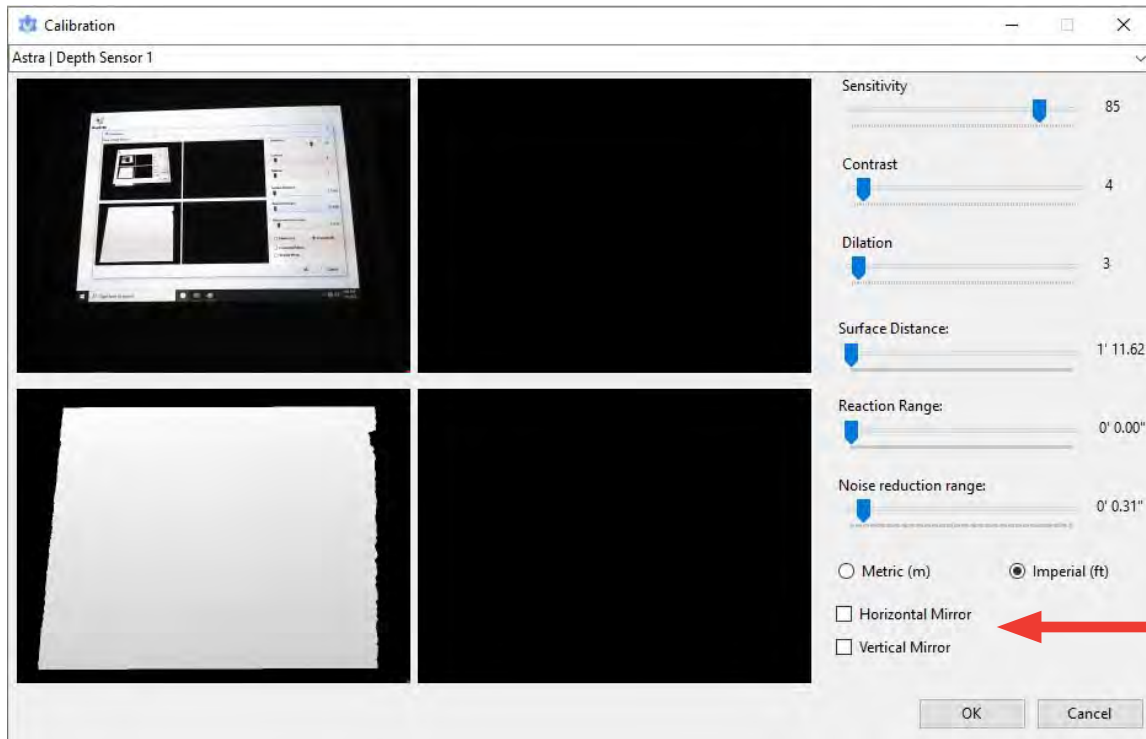 Calibration
Astra | Depth Sensor 1
Sensitivity
85
Contrast
4
Dilation
3
Surface Distance:
1' 11.62
Reaction Range:
0' 0.00"
Noise reduction range:
0' 0.31"
Metric (m) Imperial (ft)
Horizontal Mirror
Vertical Mirror
OK Cancel